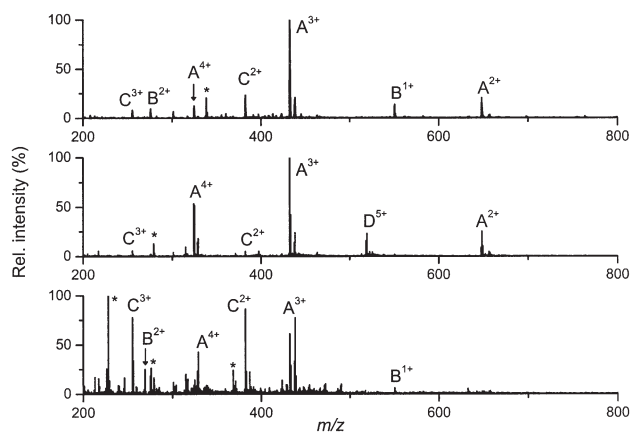 100
A³⁺
A⁴⁺
50
C³⁺ B²⁺ * C²⁺ B¹⁺ A²⁺
0
200 400 600 800
100
A³⁺
A⁴⁺
50
C³⁺ * C²⁺ D⁵⁺ A²⁺
0
200 400 600 800
Rel. intensity (%)
100
* C³⁺ C²⁺ A³⁺
B²⁺ A⁴⁺
50
* *
B¹⁺
0
200 400 600 800
m/z